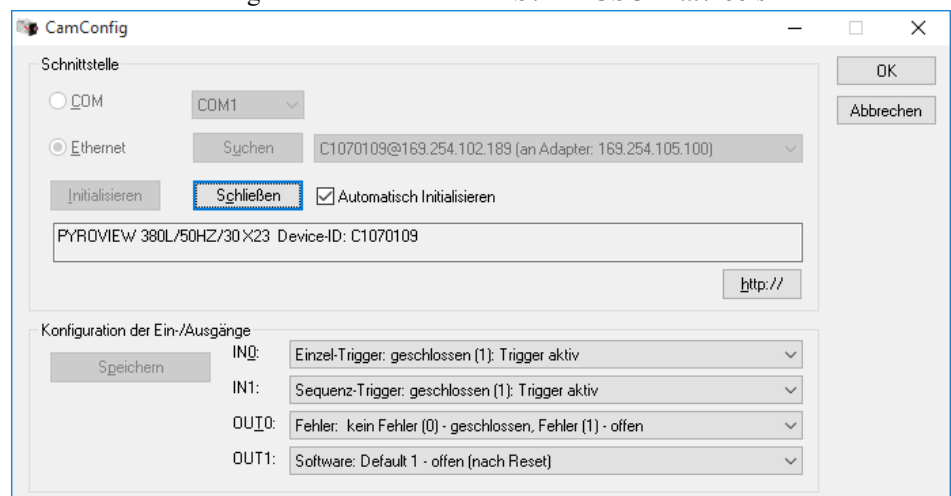 CamConfig
Schnittstelle
OK
COM
COM1
Abbrechen
Ethernet
Suchen
C1070109@169.254.102.189 (an Adapter: 169.254.105.100)
Initialisieren
Schließen
Automatisch Initialisieren
PYROVIEW 380L/50HZ/30 X23 Device-ID: C1070109
http://
Konfiguration der Ein-/Ausgänge
Speichern
IN0:
Einzel-Trigger: geschlossen (1): Trigger aktiv
IN1:
Sequenz-Trigger: geschlossen (1): Trigger aktiv
OUT0:
Fehler: kein Fehler (0) - geschlossen, Fehler (1) - offen
OUT1:
Software: Default 1 - offen (nach Reset)